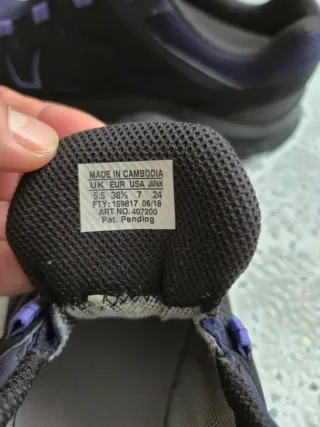 MADE IN CAMBODIA
UK EUR USA JAPAN
5.5 38⅔ 7 24
FTY: 159817 06/18
ART NO. 407200
Pat. Pending